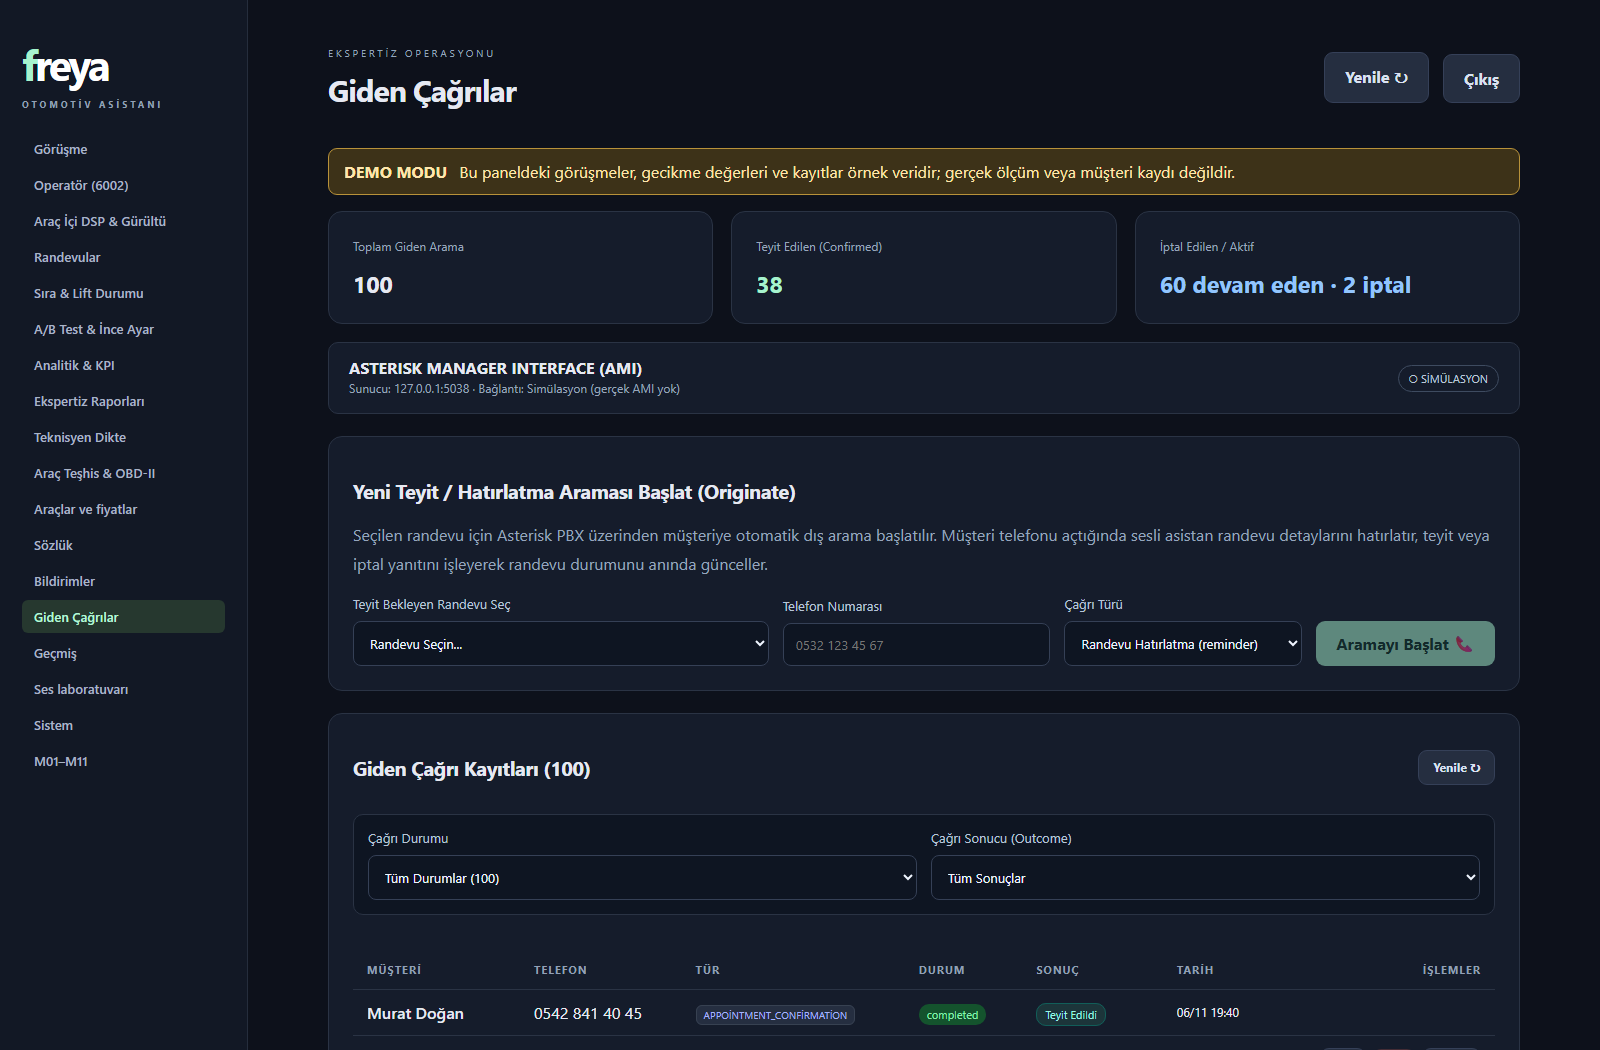 freya
OTOMOTİV ASİSTANI
Görüşme
Operatör (6002)
Araç İçi DSP & Gürültü
Randevular
Sıra & Lift Durumu
A/B Test & İnce Ayar
Analitik & KPI
Ekspertiz Raporları
Teknisyen Dikte
Araç Teşhis & OBD-II
Araçlar ve fiyatlar
Sözlük
Bildirimler
Giden Çağrılar
Geçmiş
Ses laboratuvarı
Sistem
M01–M11
EKSPERTİZ OPERASYONU
Giden Çağrılar
Yenile ↻
Çıkış
DEMO MODU Bu paneldeki görüşmeler, gecikme değerleri ve kayıtlar örnek veridir; gerçek ölçüm veya müşteri kaydı değildir.
Toplam Giden Arama
100
Teyit Edilen (Confirmed)
38
İptal Edilen / Aktif
60 devam eden · 2 iptal
ASTERISK MANAGER INTERFACE (AMI)
Sunucu: 127.0.0.1:5038 · Bağlantı: Simülasyon (gerçek AMI yok)
○ SİMÜLASYON
Yeni Teyit / Hatırlatma Araması Başlat (Originate)
Seçilen randevu için Asterisk PBX üzerinden müşteriye otomatik dış arama başlatılır. Müşteri telefonu açtığında sesli asistan randevu detaylarını hatırlatır, teyit veya
iptal yanıtını işleyerek randevu durumunu anında günceller.
Teyit Bekleyen Randevu Seç
Telefon Numarası
Çağrı Türü
Randevu Seçin...
0532 123 45 67
Randevu Hatırlatma (reminder)
Aramayı Başlat 📞
Giden Çağrı Kayıtları (100)
Yenile ↻
Çağrı Durumu
Çağrı Sonucu (Outcome)
Tüm Durumlar (100)
Tüm Sonuçlar
MÜŞTERİ TELEFON TÜR DURUM SONUÇ TARİH İŞLEMLER
Murat Doğan 0542 841 40 45 APPOİNTMENT_CONFİRMATİON completed Teyit Edildi 06/11 19:40